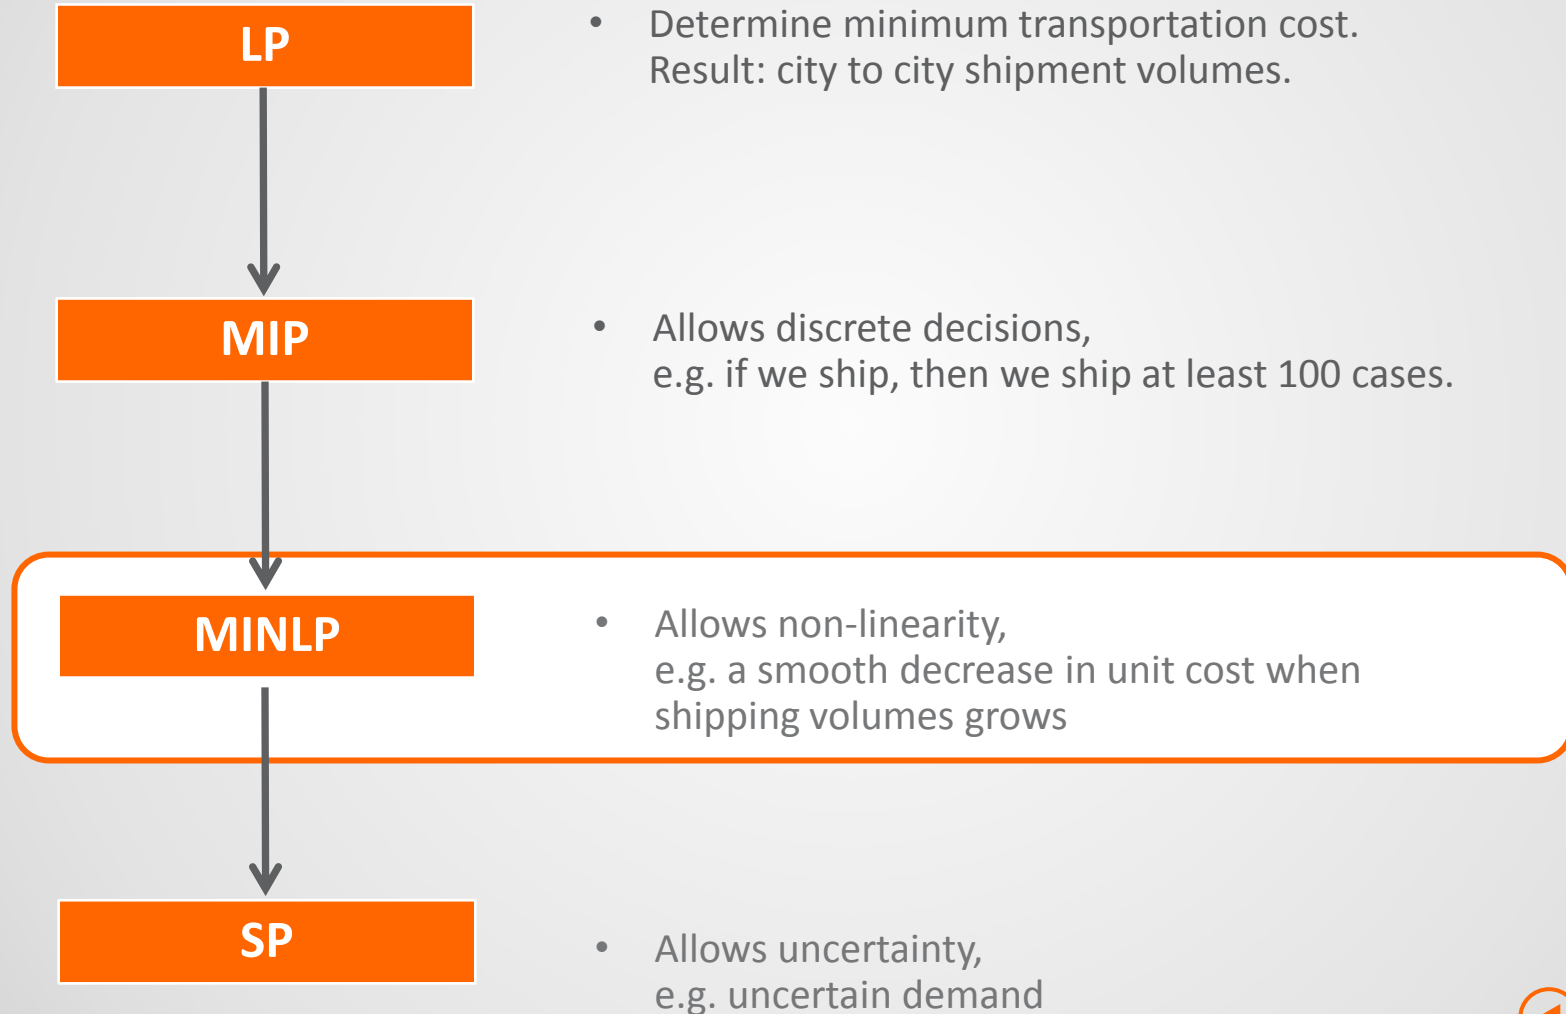 LP
• Determine minimum transportation cost.
Result: city to city shipment volumes.
MIP
• Allows discrete decisions,
e.g. if we ship, then we ship at least 100 cases.
MINLP
• Allows non-linearity,
e.g. a smooth decrease in unit cost when
shipping volumes grows
SP
• Allows uncertainty,
e.g. uncertain demand